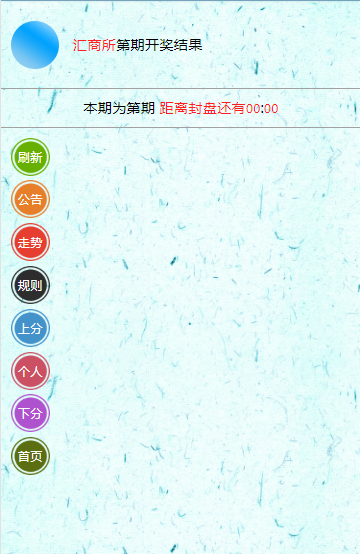 汇商所第期开奖结果
本期为第期 距离封盘还有00:00
刷新
公告
走势
规则
上分
个人
下分
首页